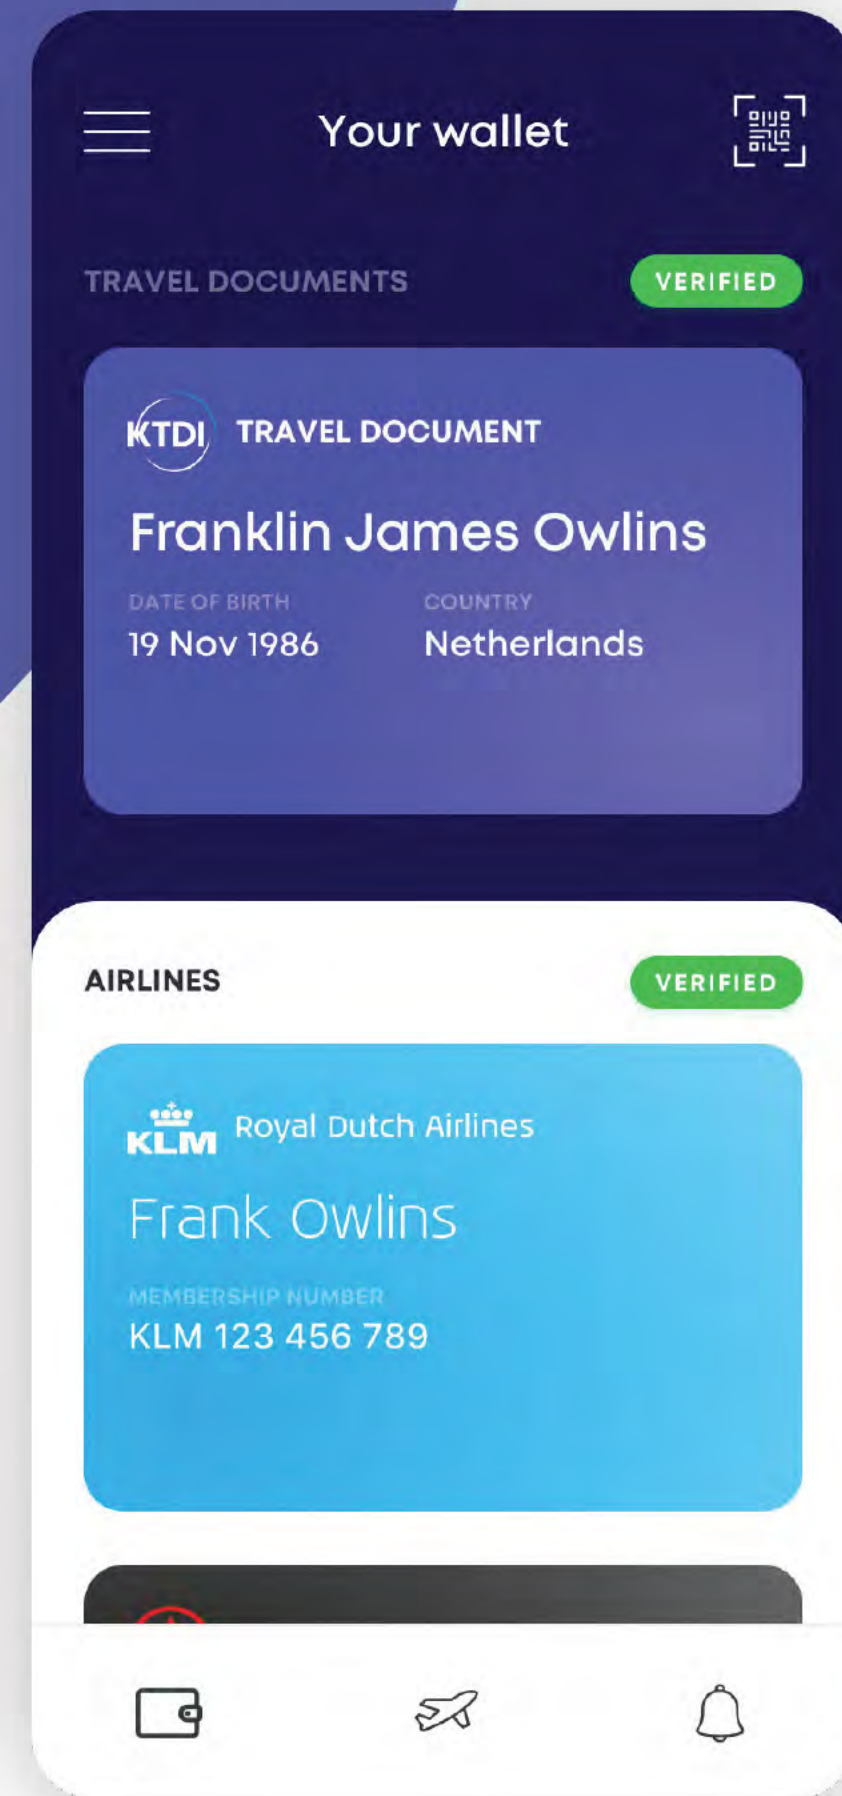 Your wallet
TRAVEL DOCUMENTS VERIFIED
KTDI TRAVEL DOCUMENT
Franklin James Owlins
DATE OF BIRTH COUNTRY
19 Nov 1986 Netherlands
AIRLINES VERIFIED
KLM Royal Dutch Airlines
Frank Owlins
MEMBERSHIP NUMBER
KLM 123 456 789